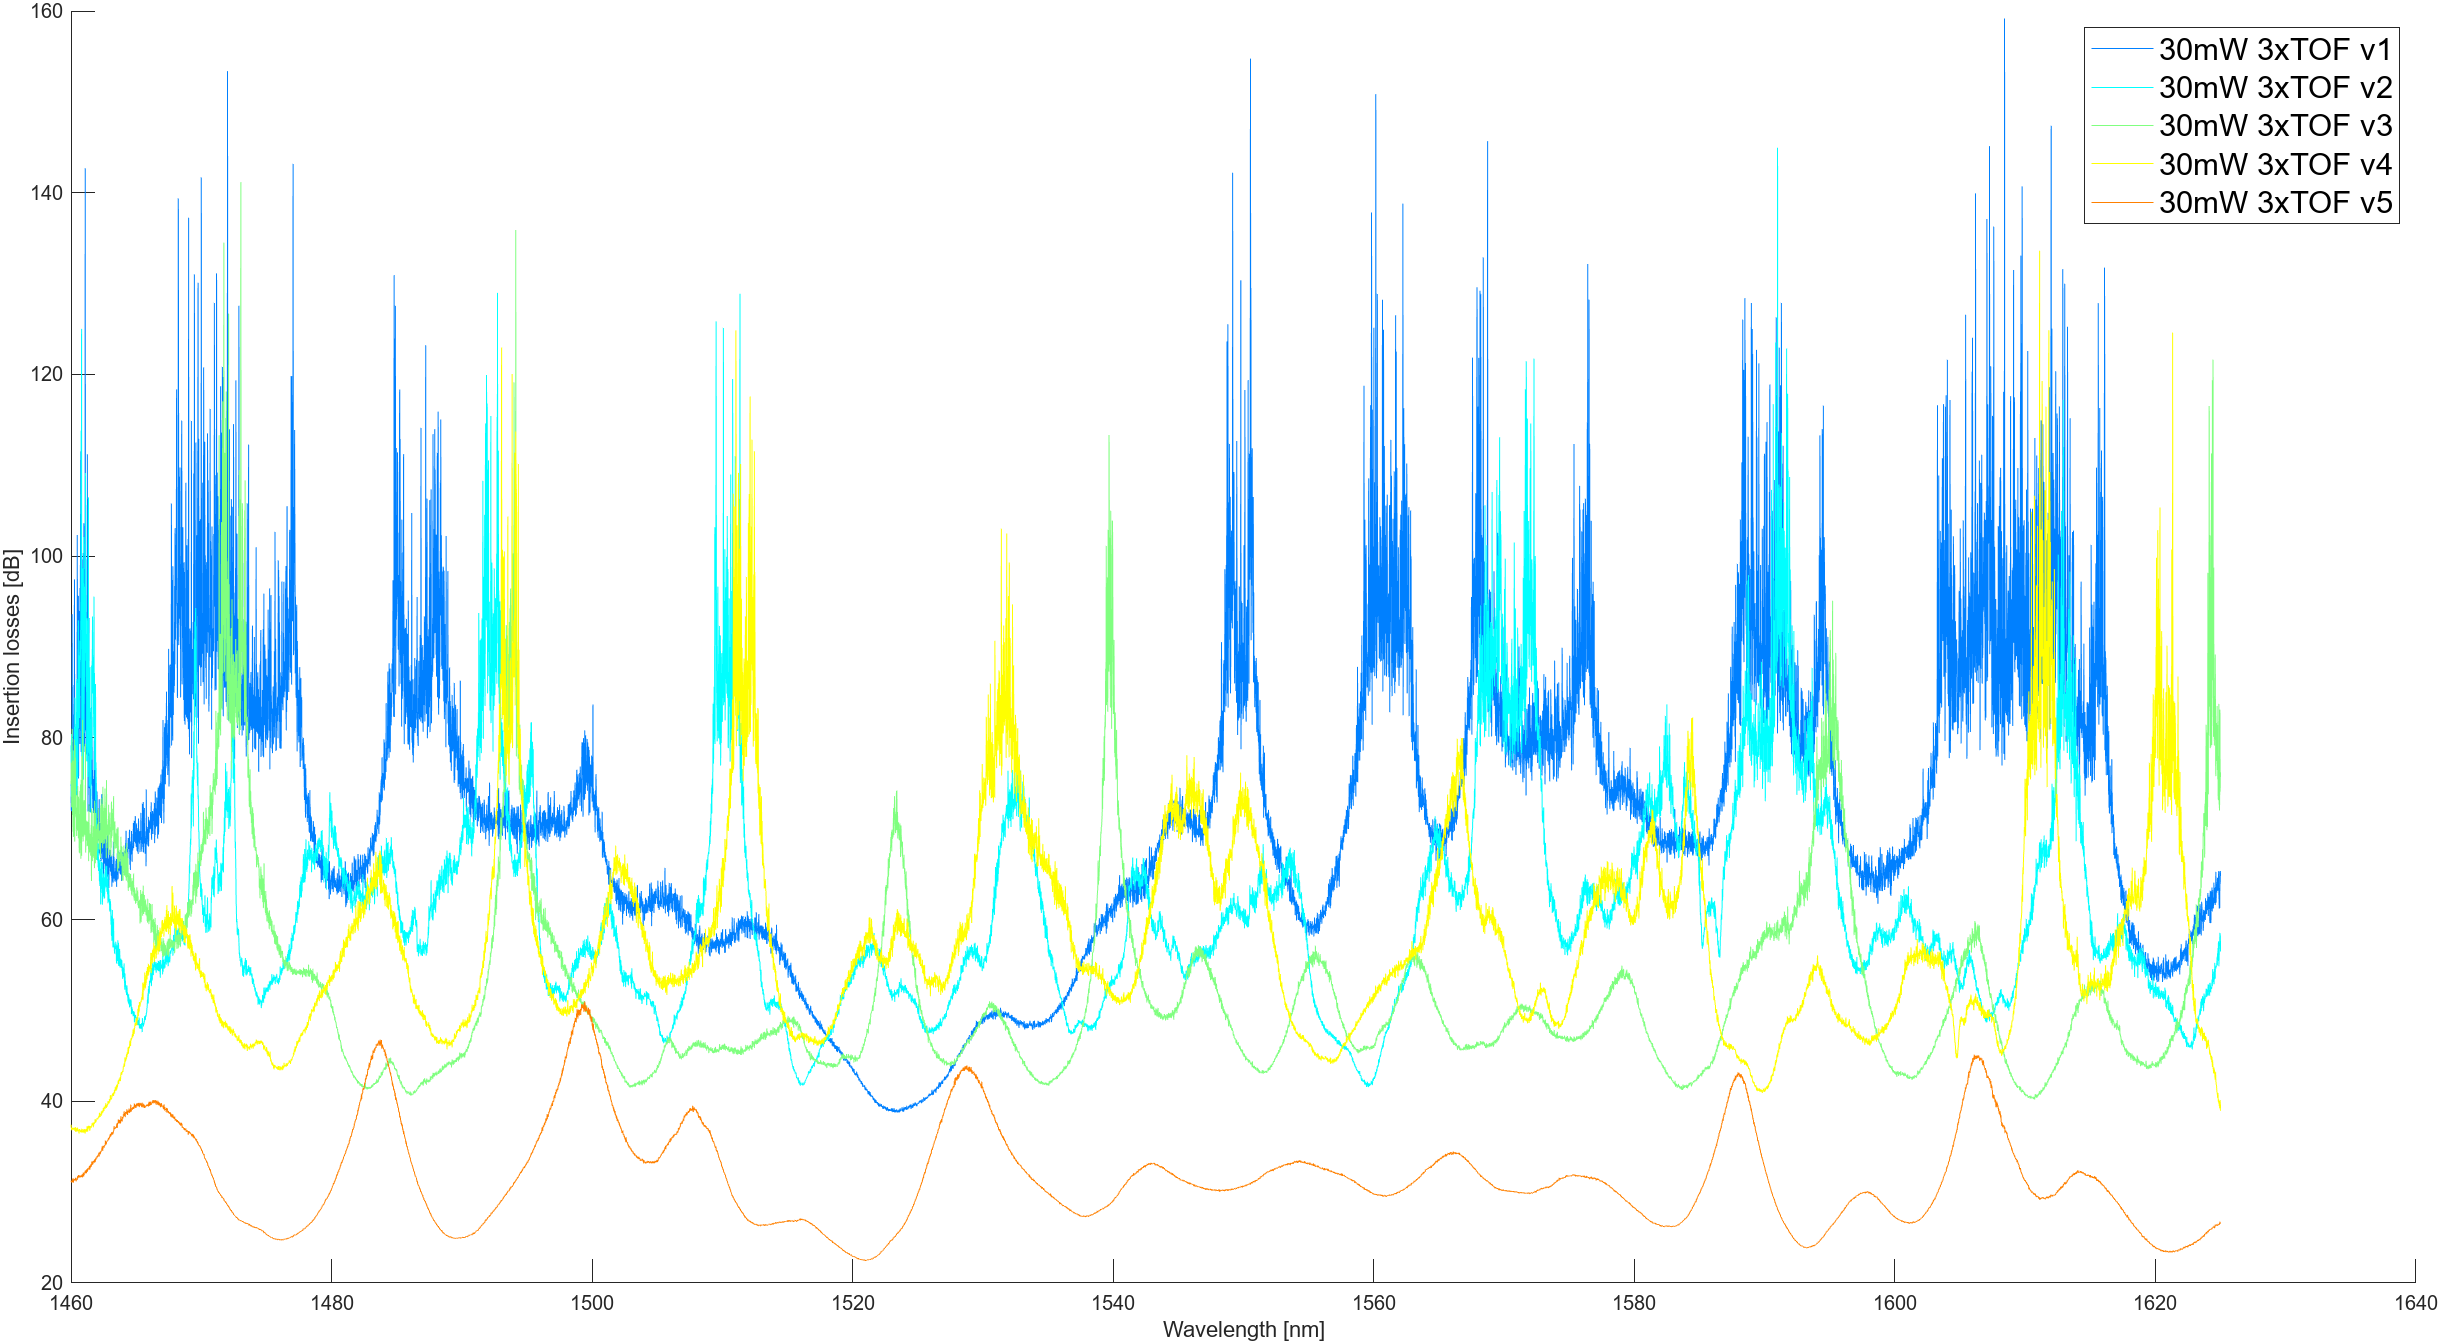 160
140
120
100
80
60
40
20
Insertion losses [dB]
30mW 3xTOF v1
30mW 3xTOF v2
30mW 3xTOF v3
30mW 3xTOF v4
30mW 3xTOF v5
1460 1480 1500 1520 1540 1560 1580 1600 1620 1640
Wavelength [nm]